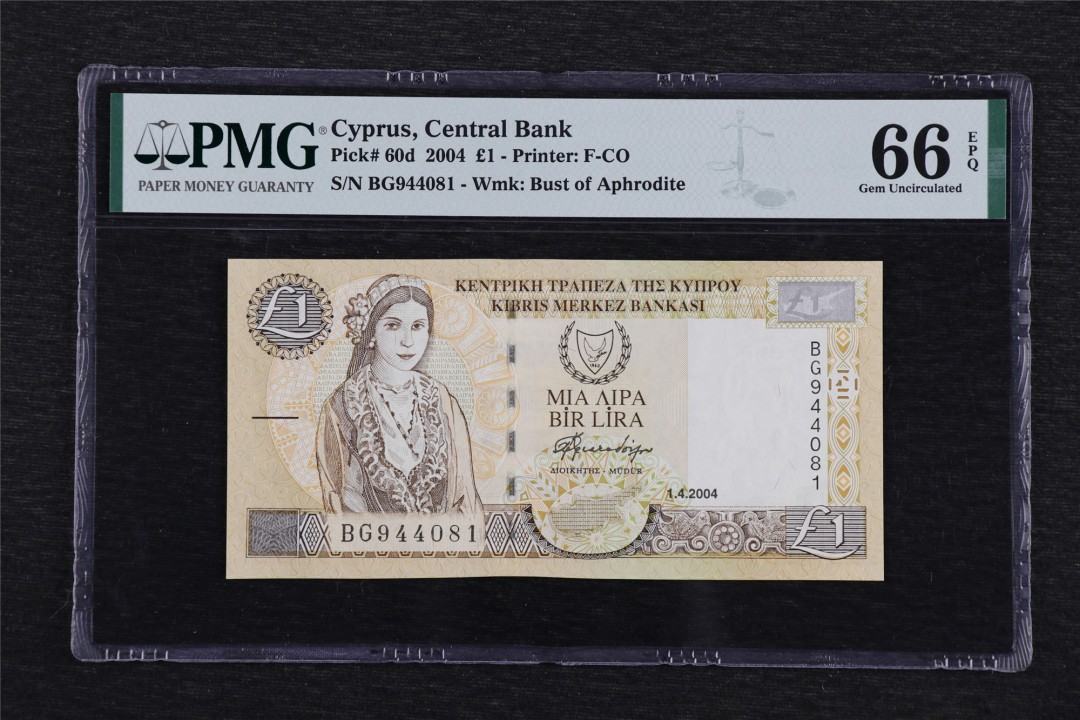 PMG®
PAPER MONEY GUARANTY
Cyprus, Central Bank
Pick# 60d 2004 £1 - Printer: F-CO
S/N BG944081 - Wmk: Bust of Aphrodite
66
EPQ
Gem Uncirculated
£1
ΚΕΝΤΡΙΚΗ ΤΡΑΠΕΖΑ ΤΗΣ ΚΥΠΡΟΥ
KIBRIS MERKEZ BANKASI
£1
1960
ΜΙΑ ΛΙΡΑ
BİR LİRA
ΔΙΟΙΚΗΤΗΣ - MÜDÜR
1.4.2004
BG944081
BG944081
£1